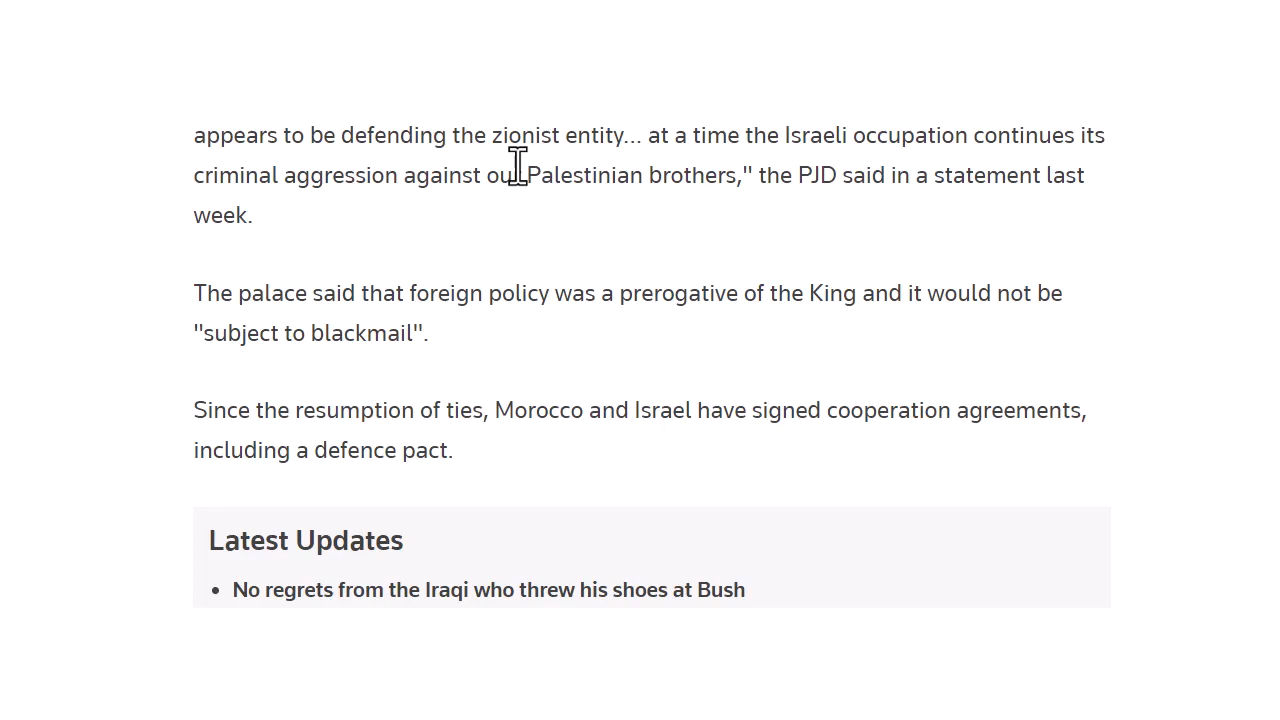 appears to be defending the zionist entity... at a time the Israeli occupation continues its
criminal aggression against our Palestinian brothers," the PJD said in a statement last
week.
The palace said that foreign policy was a prerogative of the King and it would not be
"subject to blackmail".
Since the resumption of ties, Morocco and Israel have signed cooperation agreements,
including a defence pact.
Latest Updates
• No regrets from the Iraqi who threw his shoes at Bush